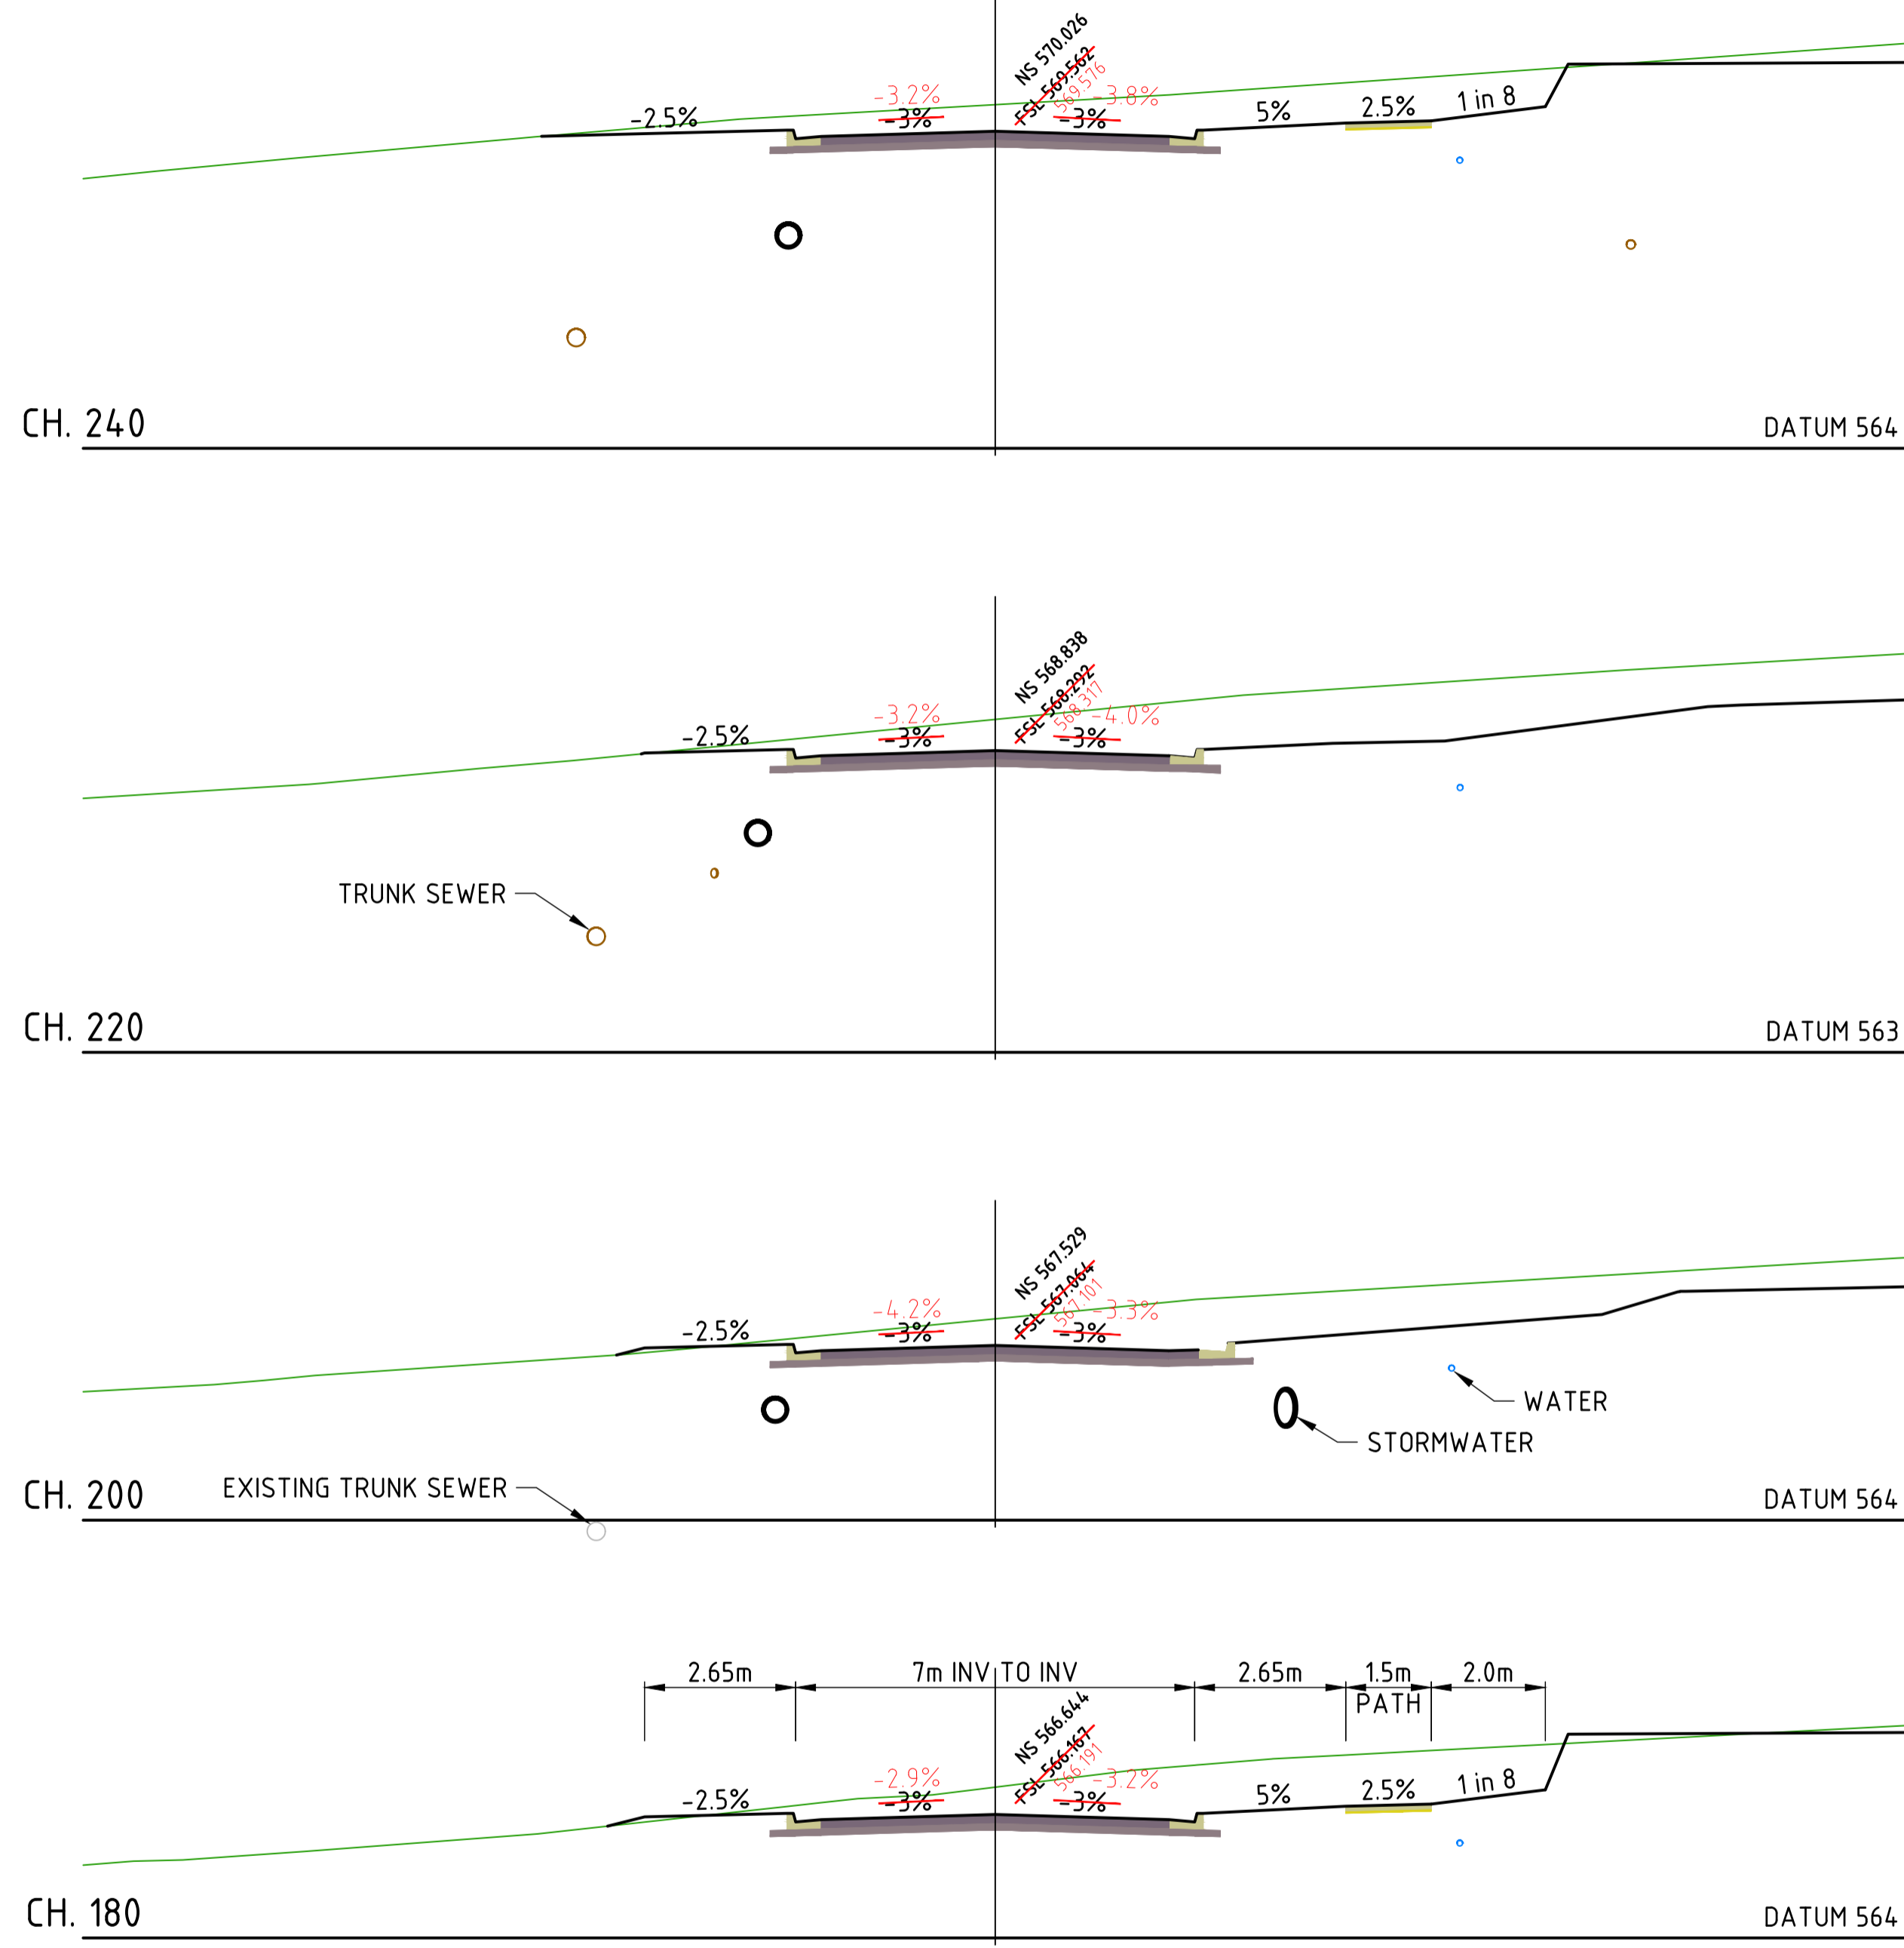 NS 570.026
FSL 569.562
569.576
-3.2%
-3.8%
-2.5%
-3%
-3%
5%
2.5%
1 in 8
CH. 240
DATUM 564
NS 568.838
FSL 568.292
568.317
-3.2%
-4.0%
-2.5%
-3%
-3%
TRUNK SEWER
CH. 220
DATUM 563
NS 567.529
FSL 567.064
567.101
-4.2%
-3.3%
-2.5%
-3%
-3%
WATER
STORMWATER
EXISTING TRUNK SEWER
CH. 200
DATUM 564
2.65m
7m INV TO INV
2.65m
1.5m
2.0m
PATH
NS 566.644
FSL 566.167
566.191
-2.9%
-3.2%
-2.5%
-3%
-3%
5%
2.5%
1 in 8
CH. 180
DATUM 564